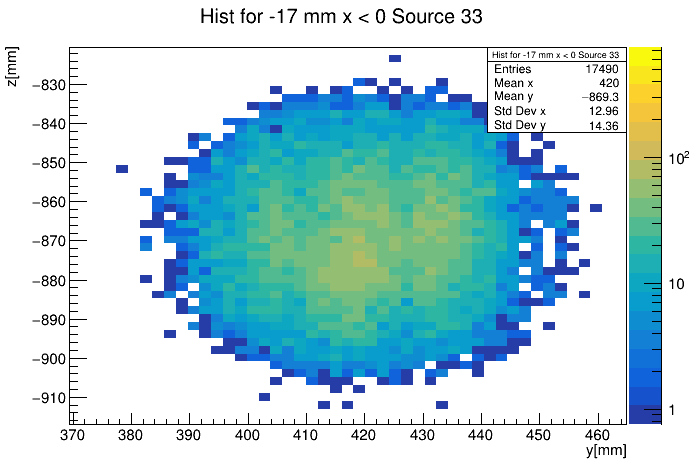 Hist for -17 mm x < 0 Source 33
z[mm]
Hist for -17 mm x < 0 Source 33
Entries 17490
Mean x 420
Mean y −869.3
Std Dev x 12.96
Std Dev y 14.36
−830
−840
−850
−860
−870
−880
−890
−900
−910
10²
10
1
370 380 390 400 410 420 430 440 450 460
y[mm]